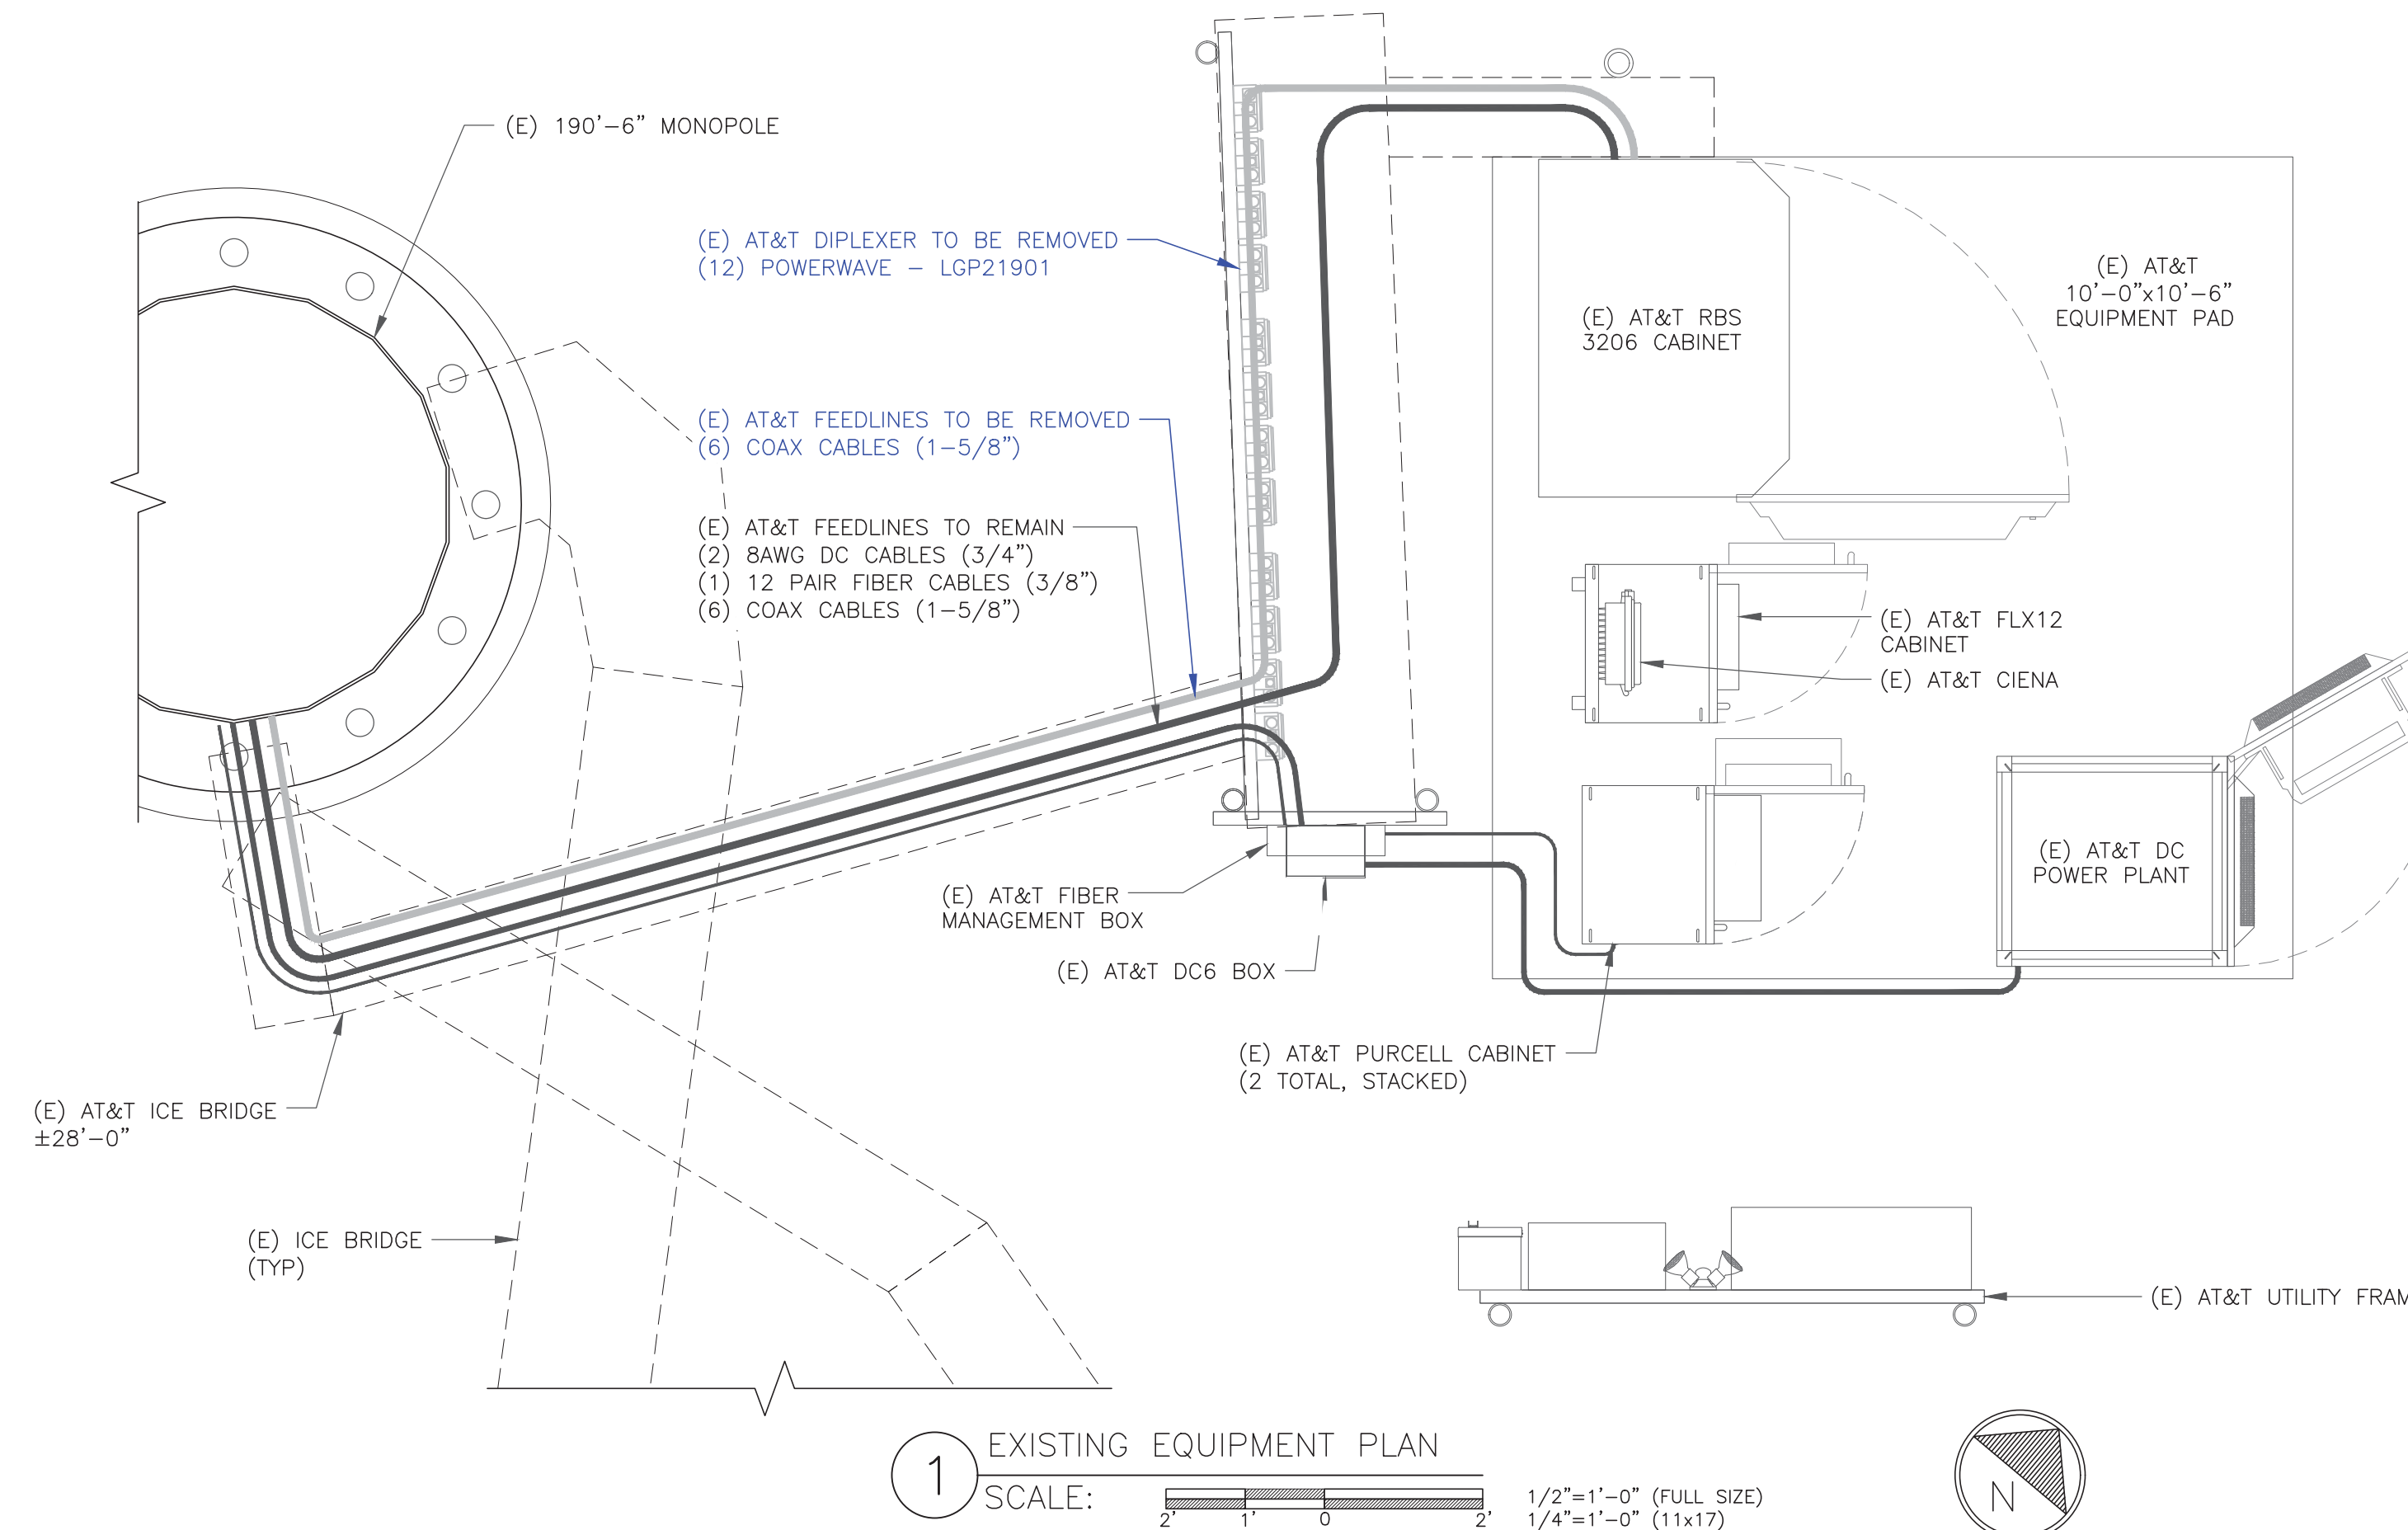 (E) 190'-6" MONOPOLE
(E) AT&T DIPLEXER TO BE REMOVED
(12) POWERWAVE - LGP21901
(E) AT&T FEEDLINES TO BE REMOVED
(6) COAX CABLES (1-5/8")
(E) AT&T FEEDLINES TO REMAIN
(2) 8AWG DC CABLES (3/4")
(1) 12 PAIR FIBER CABLES (3/8")
(6) COAX CABLES (1-5/8")
(E) AT&T RBS
3206 CABINET
(E) AT&T
10'-0"x10'-6"
EQUIPMENT PAD
(E) AT&T FLX12
CABINET
(E) AT&T CIENA
(E) AT&T DC
POWER PLANT
(E) AT&T FIBER
MANAGEMENT BOX
(E) AT&T DC6 BOX
(E) AT&T PURCELL CABINET
(2 TOTAL, STACKED)
(E) AT&T ICE BRIDGE
±28'-0"
(E) ICE BRIDGE
(TYP)
(E) AT&T UTILITY FRAM
1
EXISTING EQUIPMENT PLAN
SCALE:
2' 1' 0 2'
1/2"=1'-0" (FULL SIZE)
1/4"=1'-0" (11x17)
N